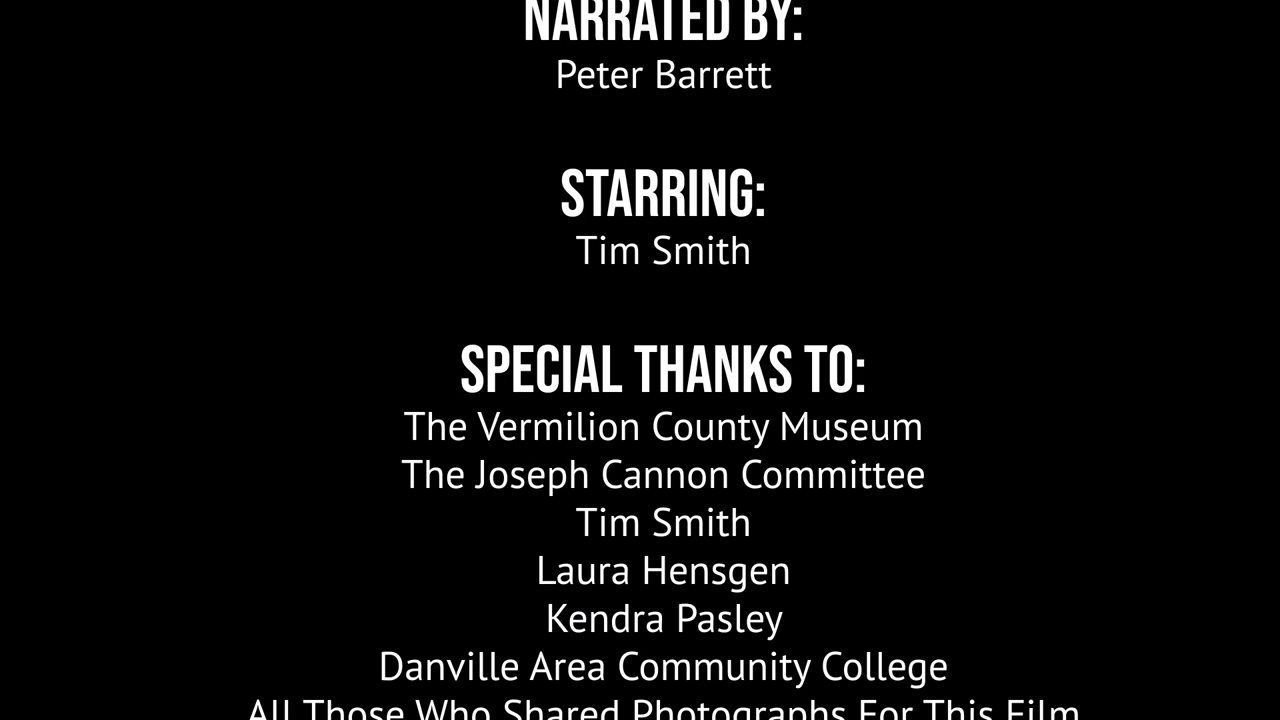 NARRATED BY:
Peter Barrett
STARRING:
Tim Smith
SPECIAL THANKS TO:
The Vermilion County Museum
The Joseph Cannon Committee
Tim Smith
Laura Hensgen
Kendra Pasley
Danville Area Community College
All Those Who Shared Photographs For This Film